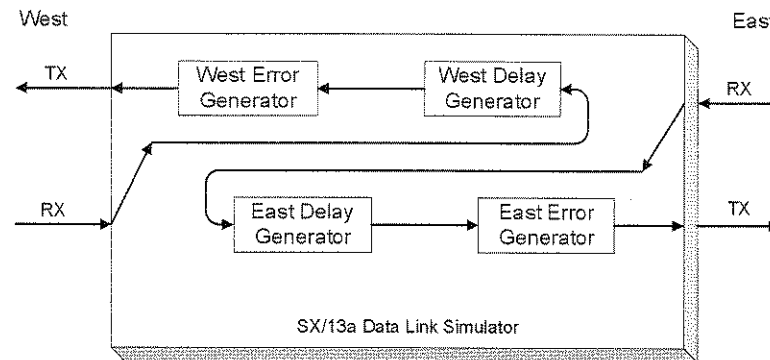 West
East
TX
West Error
Generator
West Delay
Generator
RX
RX
East Delay
Generator
East Error
Generator
TX
SX/13a Data Link Simulator